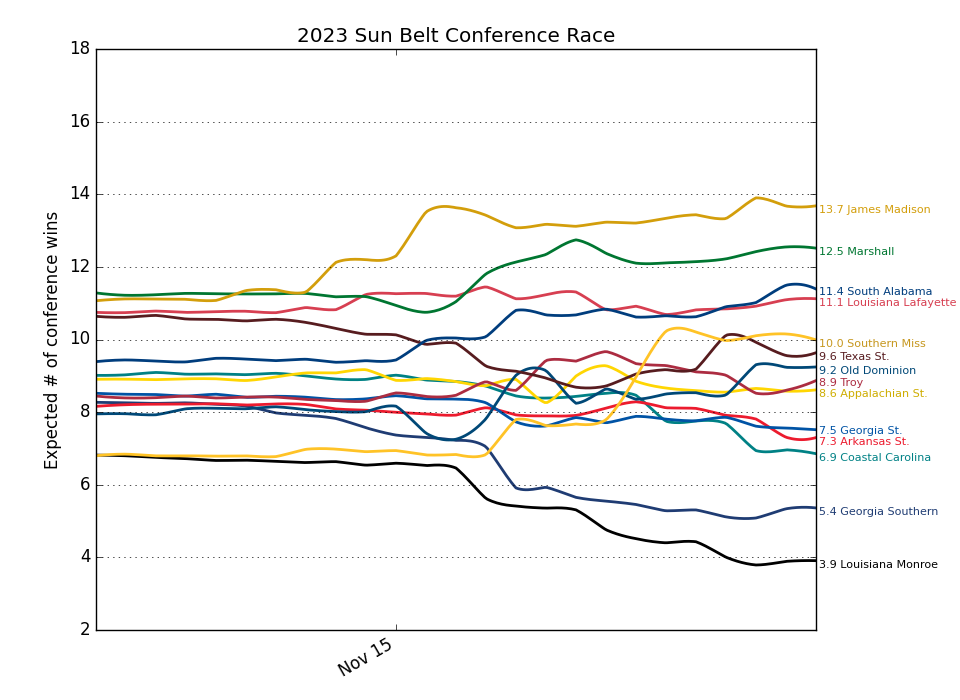 2023 Sun Belt Conference Race
Expected # of conference wins
18
16
14
12
10
8
6
4
2
Nov 15
13.7 James Madison
12.5 Marshall
11.4 South Alabama
11.1 Louisiana Lafayette
10.0 Southern Miss
9.6 Texas St.
9.2 Old Dominion
8.9 Troy
8.6 Appalachian St.
7.5 Georgia St.
7.3 Arkansas St.
6.9 Coastal Carolina
5.4 Georgia Southern
3.9 Louisiana Monroe